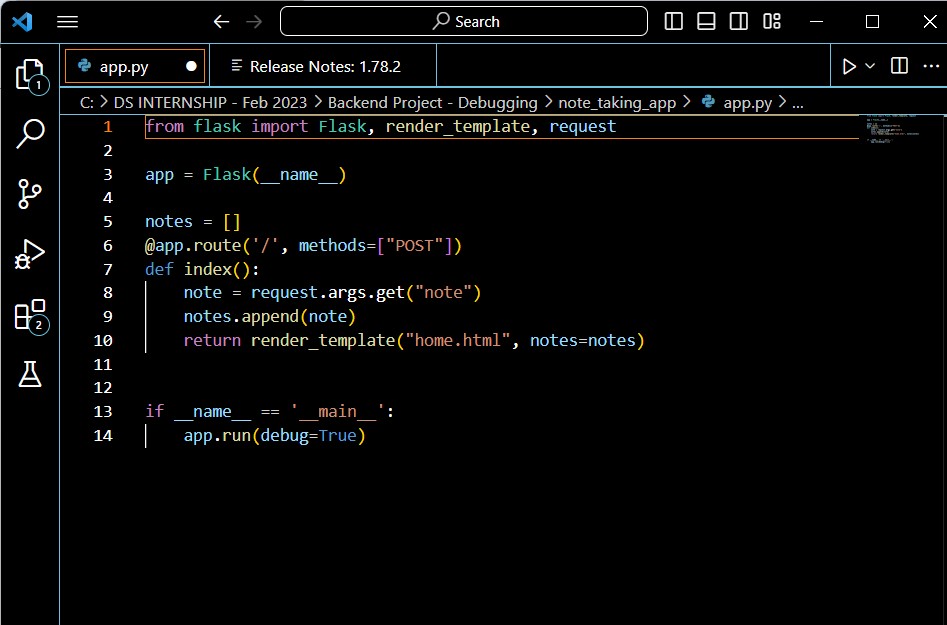 Search
app.py
Release Notes: 1.78.2
C: > DS INTERNSHIP - Feb 2023 > Backend Project - Debugging > note_taking_app > app.py > ...
1 from flask import Flask, render_template, request
2
3 app = Flask(__name__)
4
5 notes = []
6 @app.route('/', methods=["POST"])
7 def index():
8     note = request.args.get("note")
9     notes.append(note)
10     return render_template("home.html", notes=notes)
11
12
13 if __name__ == '__main__':
14     app.run(debug=True)
1
2